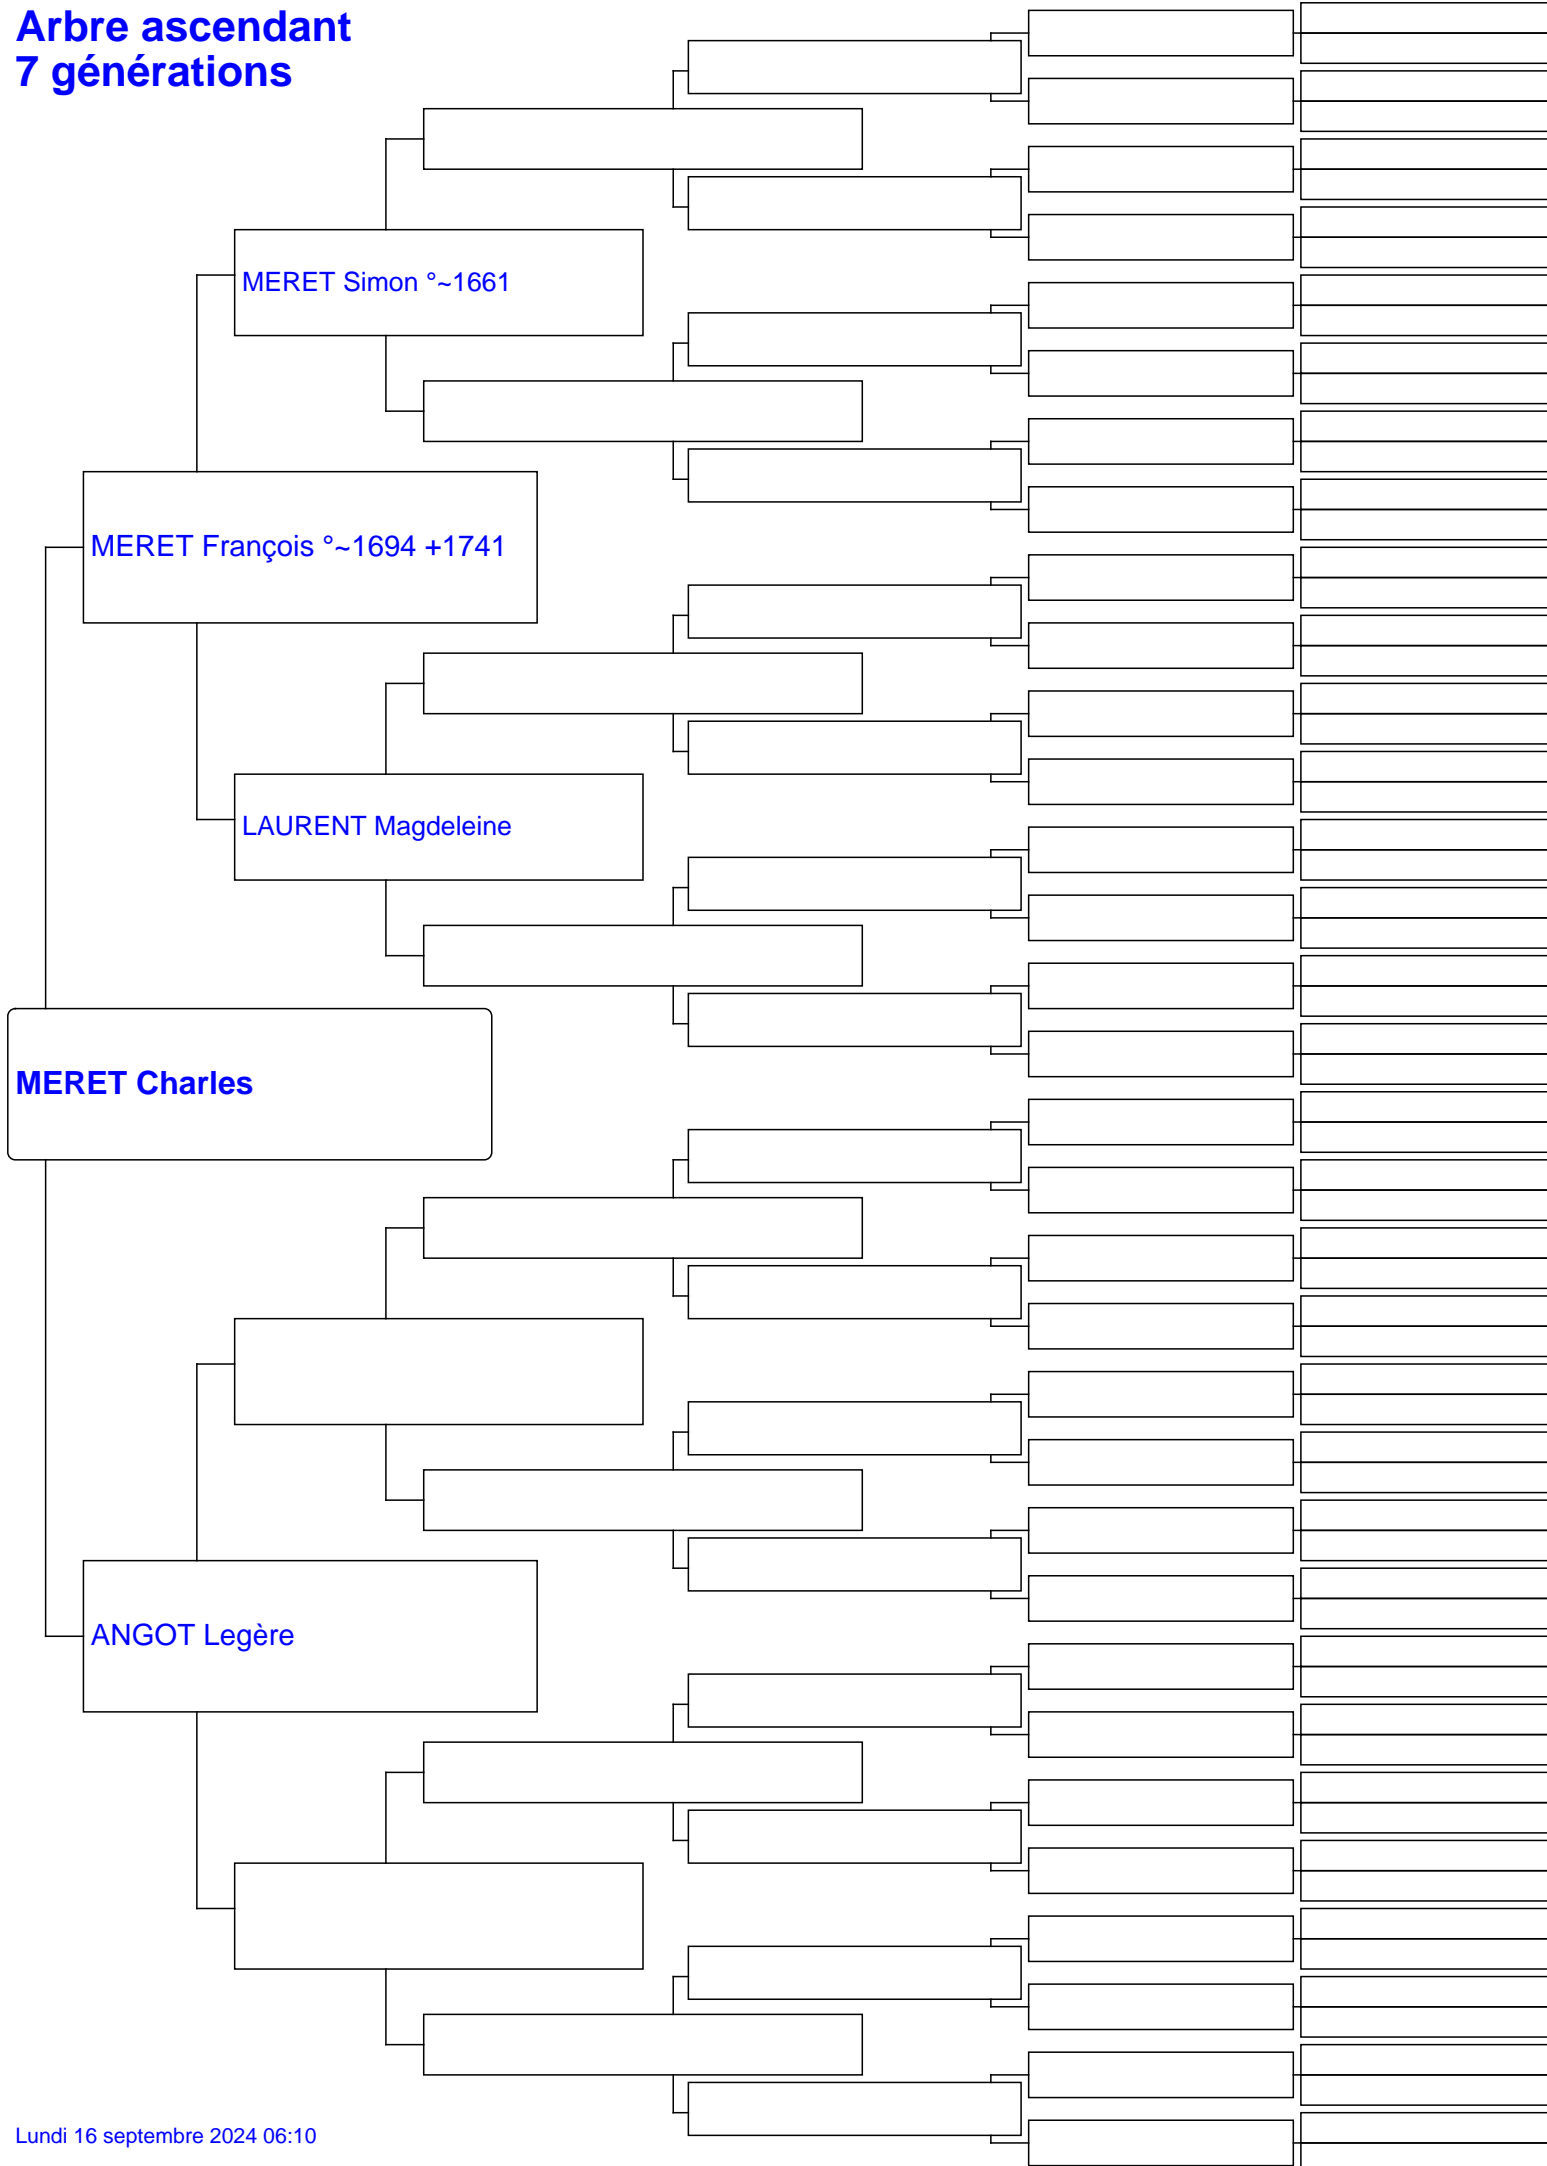 Arbre ascendant
7 générations
MERET Simon °~1661
MERET François °~1694 +1741
LAURENT Magdeleine
MERET Charles
ANGOT Legère
Lundi 16 septembre 2024 06:10